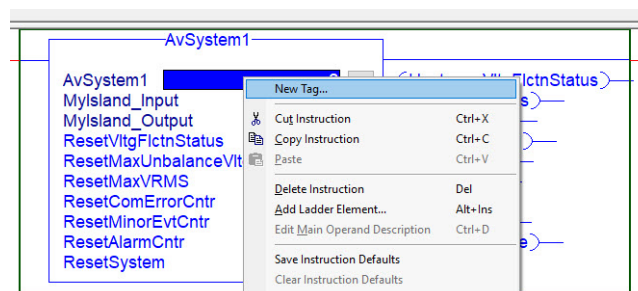 AvSystem1
AvSystem1
FlctnStatus
MyIsland_Input
MyIsland_Output
ResetVltgFlctnStatus
ResetMaxUnbalanceVlt
ResetMaxVRMS
ResetComErrorCntr
ResetMinorEvtCntr
ResetAlarmCntr
ResetSystem
New Tag...
Cut Instruction Ctrl+X
Copy Instruction Ctrl+C
Paste Ctrl+V
Delete Instruction Del
Add Ladder Element... Alt+Ins
Edit Main Operand Description Ctrl+D
Save Instruction Defaults
Clear Instruction Defaults